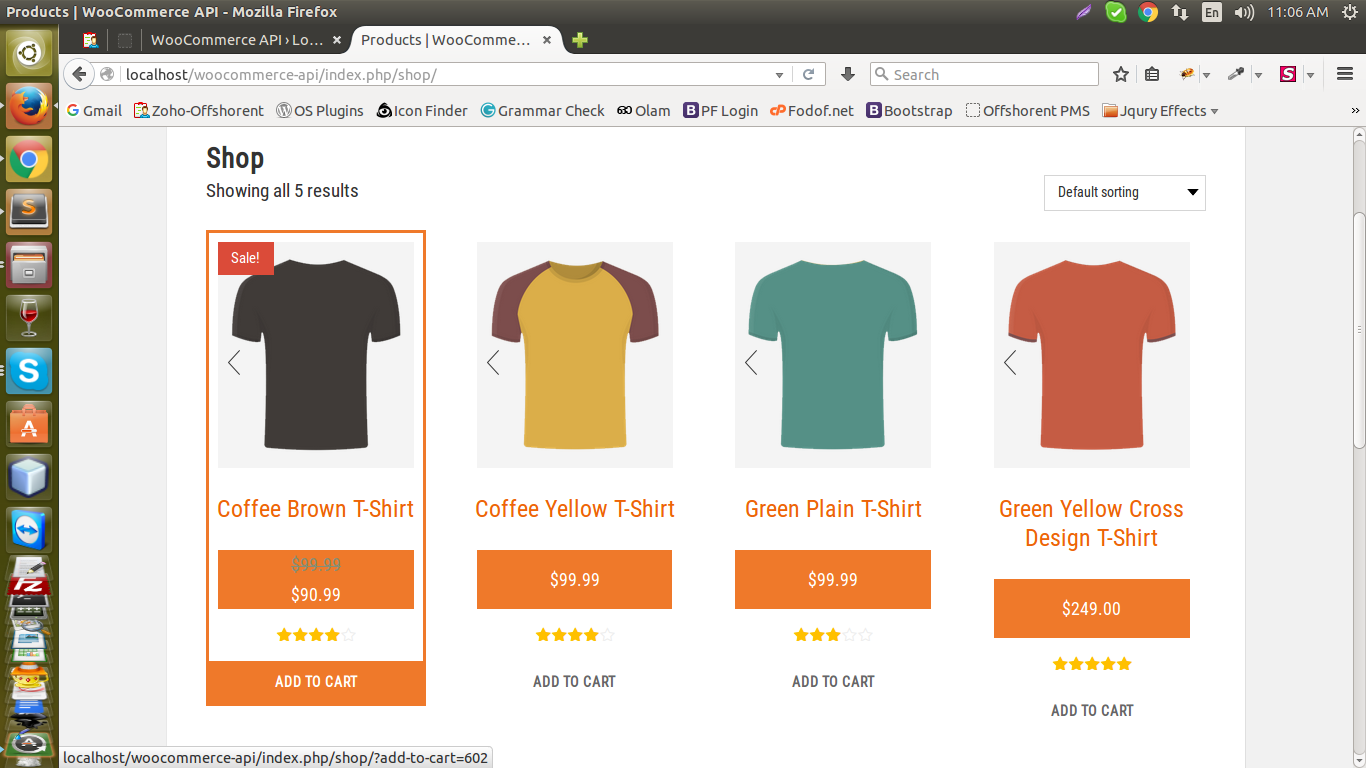 Products | WooCommerce API - Mozilla Firefox
En
11:06 AM
WooCommerce API › Lo...
Products | WooComme...
localhost/woocommerce-api/index.php/shop/
Search
S
G Gmail
Zoho-Offshorent
OS Plugins
Icon Finder
Grammar Check
Olam
B PF Login
cP Fodof.net
B Bootstrap
Offshorent PMS
Jqury Effects
»
Shop
Showing all 5 results
Default sorting
Sale!
Coffee Brown T-Shirt
Coffee Yellow T-Shirt
Green Plain T-Shirt
Green Yellow Cross
Design T-Shirt
$99.99
$90.99
$99.99
$99.99
$249.00
ADD TO CART
ADD TO CART
ADD TO CART
ADD TO CART
localhost/woocommerce-api/index.php/shop/?add-to-cart=602
S
S
A
FZ